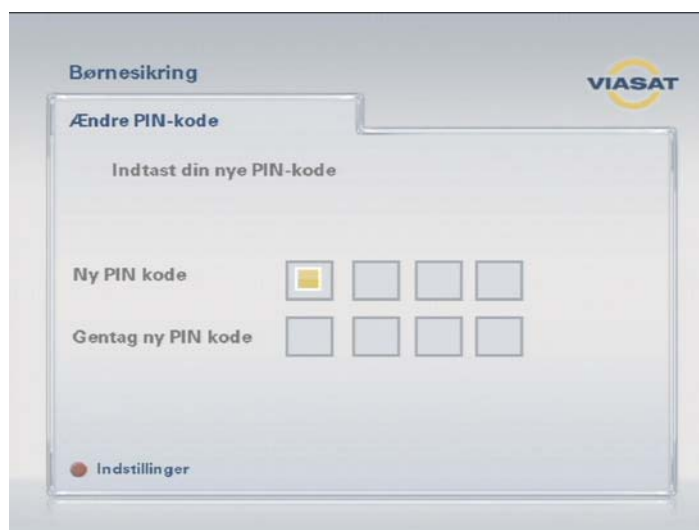 Børnesikring
VIASAT
Ændre PIN-kode
Indtast din nye PIN-kode
Ny PIN kode
Gentag ny PIN kode
Indstillinger